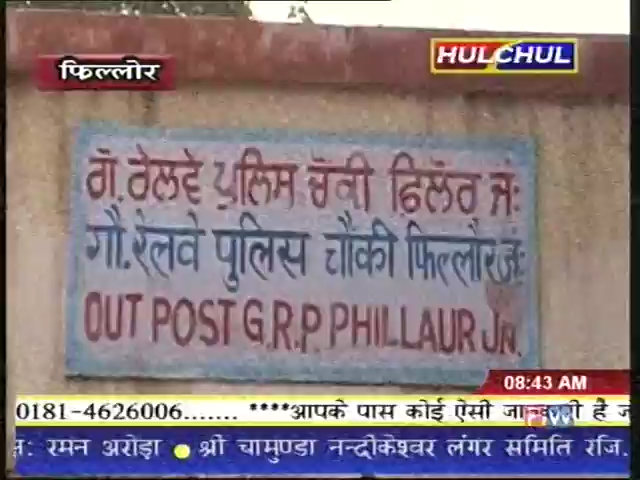 फिल्लोर
HULCHUL
ਗੌ. ਰੇਲਵੇ ਪੁਲਿਸ ਚੌਕੀ ਫਿਲੌਰ ਜੰ:
गौ. रेलवे पुलिस चौकी फिल्लौर जं:
OUT POST G.R.P. PHILLAUR JN.
08:43 AM
0181-4626006....... ****आपके पास कोई ऐसी जानकारी है
रमन अरोड़ा ● श्री चामुण्डा नन्दीकेश्वर लंगर समिति रजि.